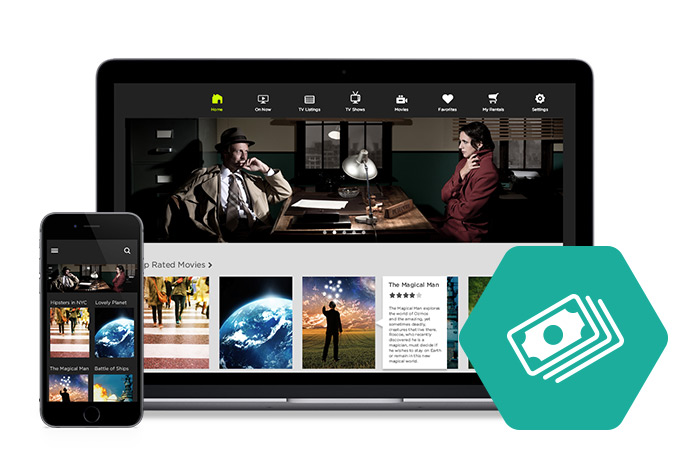 Home On Now TV Listings TV Shows Movies Favorites My Rentals Settings
p Rated Movies >
The Magical Man
The Magical Man explores
the world of Ozmos
and the amazing, yet
sometimes deadly,
creatures that live there.
Roscoe, who recently
discovered he is a
magician, must decide if
he wishes to stay on Earth
or remain in this new
magical world
Hipsters in NYC Lovely Planet
The Magical Man Battle of Ships